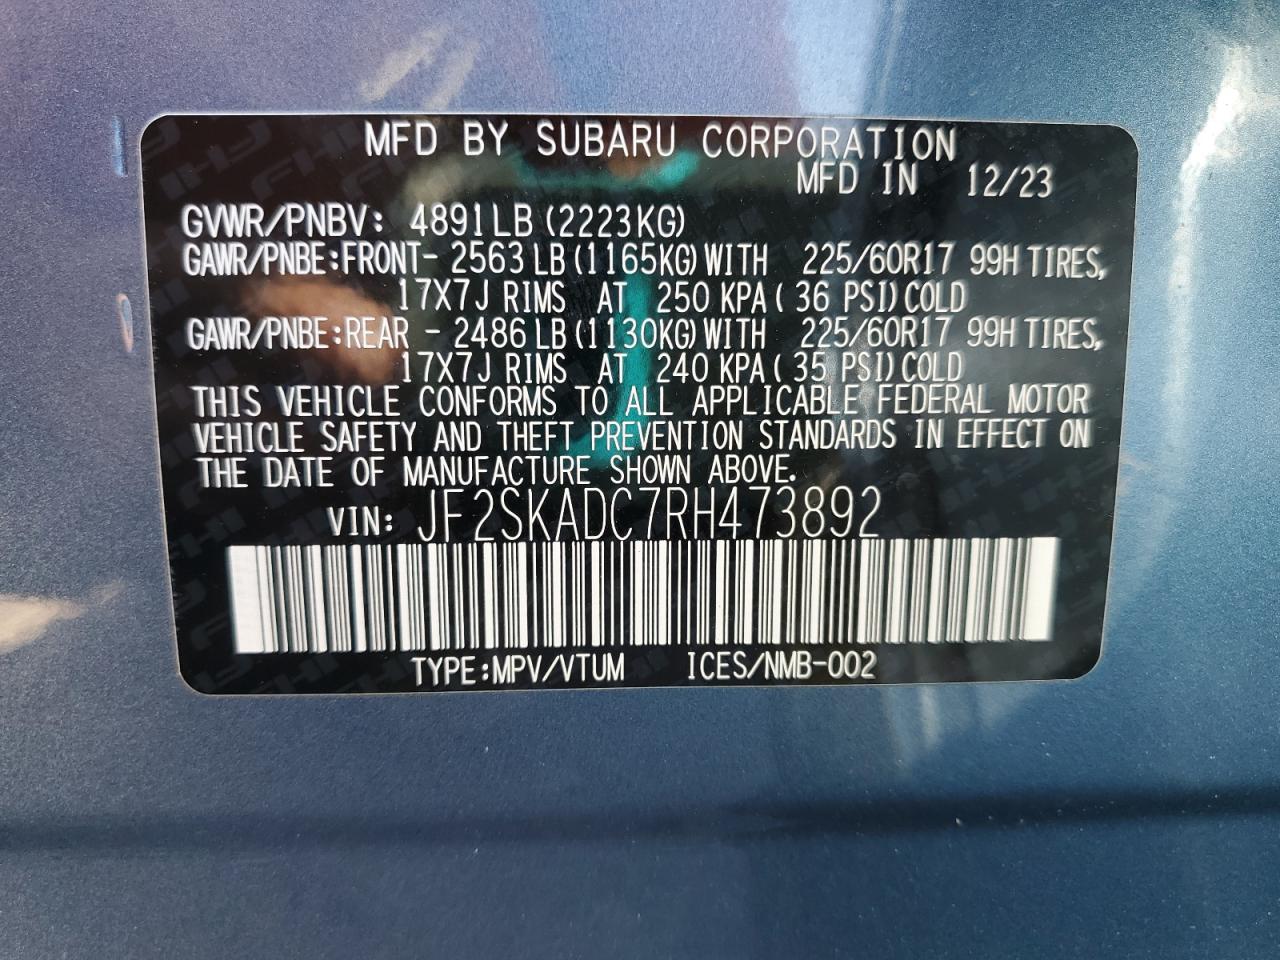 MFD BY SUBARU CORPORATION
MFD IN 12/23
GVWR/PNBV: 4891LB (2223KG)
GAWR/PNBE:FRONT- 2563 LB (1165KG) WITH 225/60R17 99H TIRES,
17X7J RIMS AT 250 KPA ( 36 PSI) COLD
GAWR/PNBE:REAR - 2486 LB (1130KG) WITH 225/60R17 99H TIRES,
17X7J RIMS AT 240 KPA ( 35 PSI) COLD
THIS VEHICLE CONFORMS TO ALL APPLICABLE FEDERAL MOTOR
VEHICLE SAFETY AND THEFT PREVENTION STANDARDS IN EFFECT ON
THE DATE OF MANUFACTURE SHOWN ABOVE.
VIN: JF2SKADC7RH473892
TYPE:MPV/VTUM ICES/NMB-002